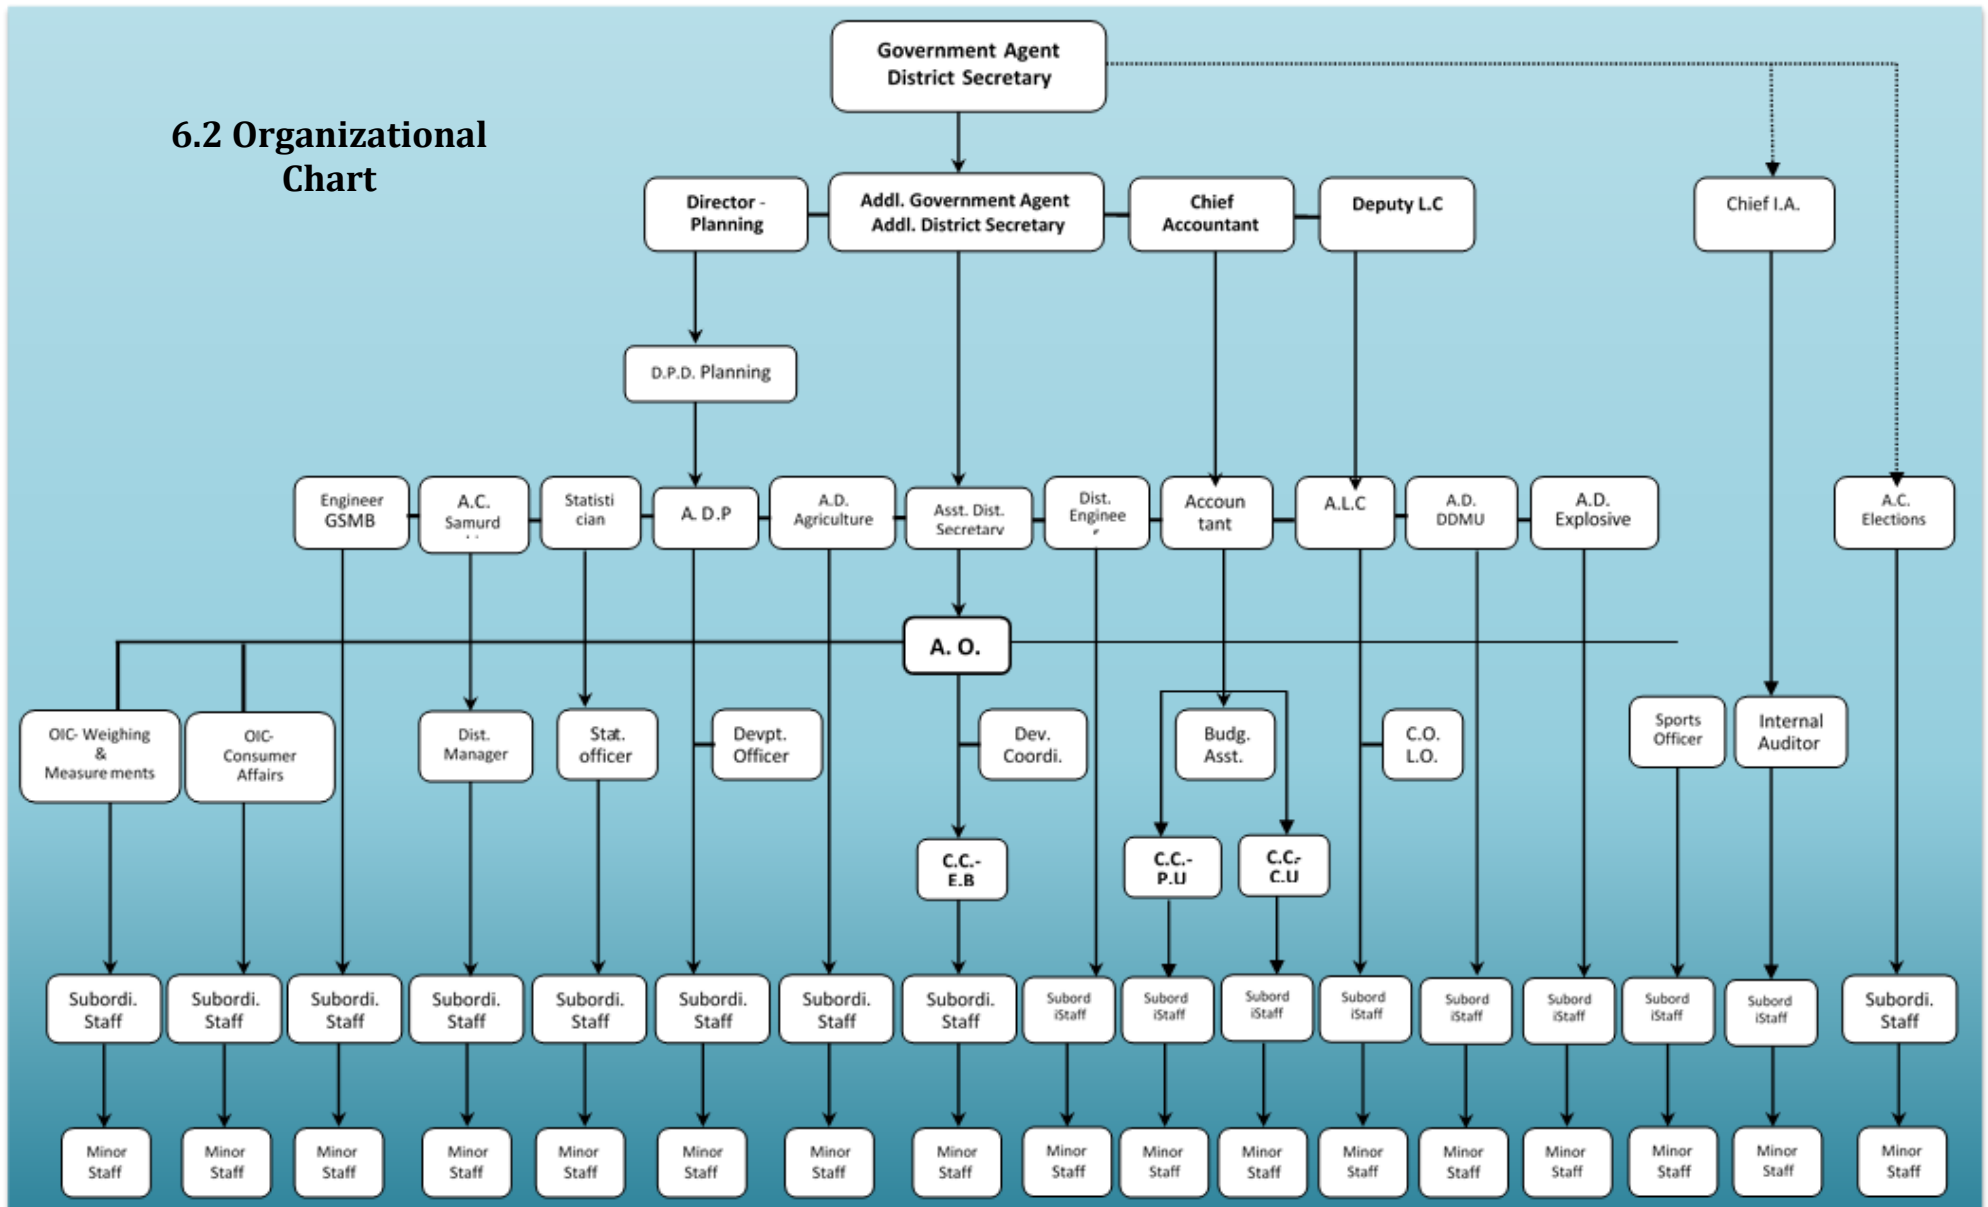 Government Agent
District Secretary
6.2 Organizational
Chart
Director -
Planning
Addl. Government Agent
Addl. District Secretary
Chief
Accountant
Deputy L.C
Chief I.A.
D.P.D. Planning
Engineer
GSMB
A.C.
Samurd
Statisti
cian
A. D.P
A.D.
Agriculture
Asst. Dist.
Secretary
Dist.
Enginee
r
Accoun
tant
A.L.C
A.D.
DDMU
A.D.
Explosive
A.C.
Elections
A. O.
OIC- Weighing
&
Measurements
OIC-
Consumer
Affairs
Dist.
Manager
Stat.
officer
Devpt.
Officer
Dev.
Coordi.
Budg.
Asst.
C.O.
L.O.
Sports
Officer
Internal
Auditor
C.C.-
E.B
C.C.-
P.U
C.C.-
C.U
Subordi.
Staff
Subordi.
Staff
Subordi.
Staff
Subordi.
Staff
Subordi.
Staff
Subordi.
Staff
Subordi.
Staff
Subordi.
Staff
Subord
iStaff
Subord
iStaff
Subord
iStaff
Subord
iStaff
Subord
iStaff
Subord
iStaff
Subord
iStaff
Subord
iStaff
Subordi.
Staff
Minor
Staff
Minor
Staff
Minor
Staff
Minor
Staff
Minor
Staff
Minor
Staff
Minor
Staff
Minor
Staff
Minor
Staff
Minor
Staff
Minor
Staff
Minor
Staff
Minor
Staff
Minor
Staff
Minor
Staff
Minor
Staff
Minor
Staff